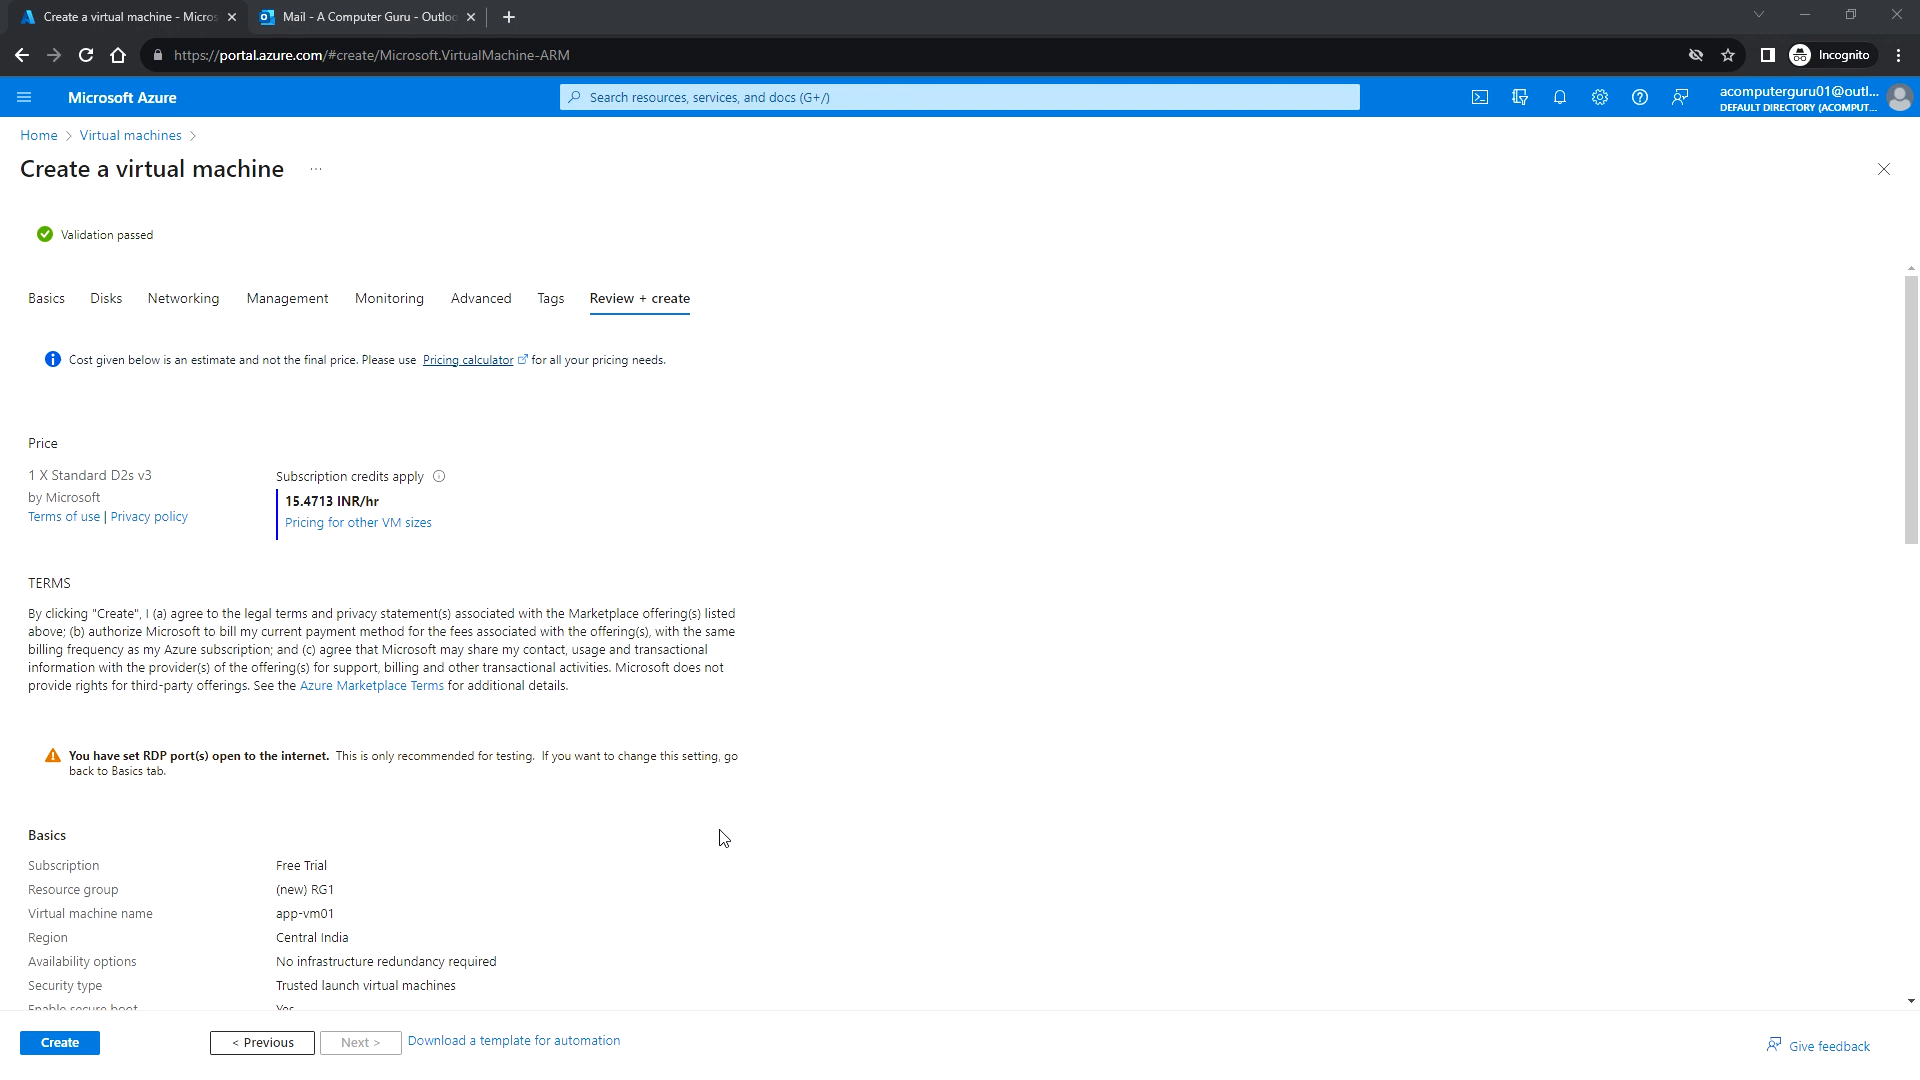 Create a virtual machine - Micros
Mail - A Computer Guru - Outloo
https://portal.azure.com/#create/Microsoft.VirtualMachine-ARM
Incognito
Microsoft Azure
Search resources, services, and docs (G+/)
acomputerguru01@outl...
DEFAULT DIRECTORY (ACOMPUT...
Home > Virtual machines >
Create a virtual machine ...
Validation passed
Basics Disks Networking Management Monitoring Advanced Tags Review + create
Cost given below is an estimate and not the final price. Please use Pricing calculator for all your pricing needs.
Price
1 X Standard D2s v3
by Microsoft
Terms of use | Privacy policy
Subscription credits apply
15.4713 INR/hr
Pricing for other VM sizes
TERMS
By clicking "Create", I (a) agree to the legal terms and privacy statement(s) associated with the Marketplace offering(s) listed
above; (b) authorize Microsoft to bill my current payment method for the fees associated with the offering(s), with the same
billing frequency as my Azure subscription; and (c) agree that Microsoft may share my contact, usage and transactional
information with the provider(s) of the offering(s) for support, billing and other transactional activities. Microsoft does not
provide rights for third-party offerings. See the Azure Marketplace Terms for additional details.
You have set RDP port(s) open to the internet. This is only recommended for testing. If you want to change this setting, go
back to Basics tab.
Basics
Subscription Free Trial
Resource group (new) RG1
Virtual machine name app-vm01
Region Central India
Availability options No infrastructure redundancy required
Security type Trusted launch virtual machines
Enable secure boot Yes
Create
< Previous
Next >
Download a template for automation
Give feedback